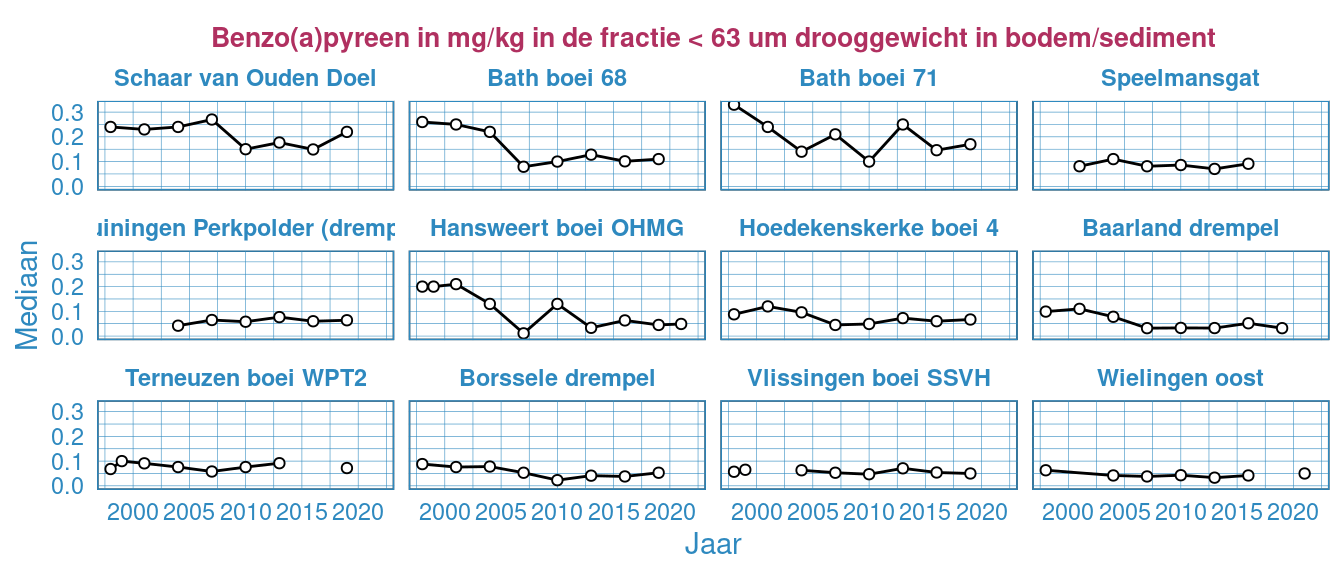 Benzo(a)pyreen in mg/kg in de fractie < 63 um drooggewicht in bodem/sediment
Schaar van Ouden Doel Bath boei 68 Bath boei 71 Speelmansgat
0.3
0.2
0.1
0.0
uiningen Perkpolder (dremp Hansweert boei OHMG Hoedekenskerke boei 4 Baarland drempel
0.3
0.2
0.1
0.0
Mediaan
Terneuzen boei WPT2 Borssele drempel Vlissingen boei SSVH Wielingen oost
0.3
0.2
0.1
0.0
2000 2005 2010 2015 2020 2000 2005 2010 2015 2020 2000 2005 2010 2015 2020 2000 2005 2010 2015 2020
Jaar